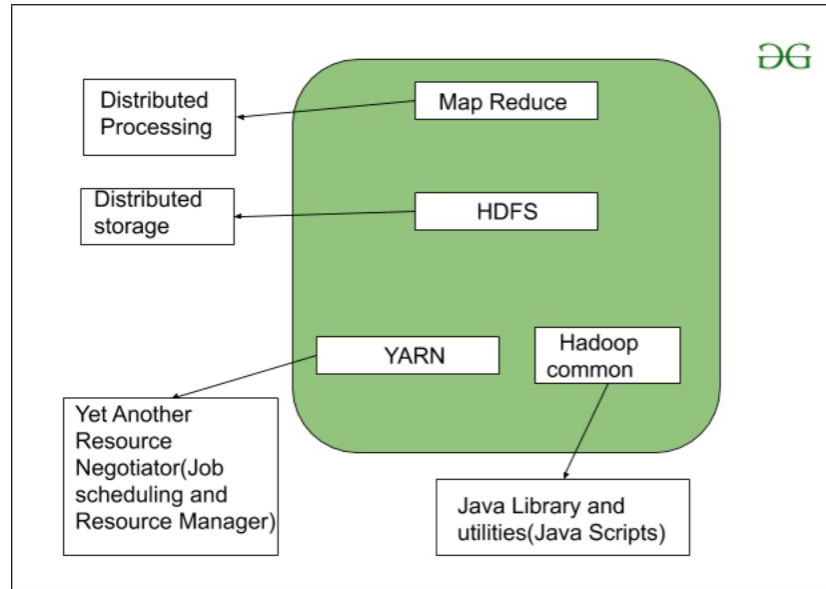 Distributed
Processing
Map Reduce
Distributed
storage
HDFS
YARN
Hadoop
common
Yet Another
Resource
Negotiator(Job
scheduling and
Resource Manager)
Java Library and
utilities(Java Scripts)